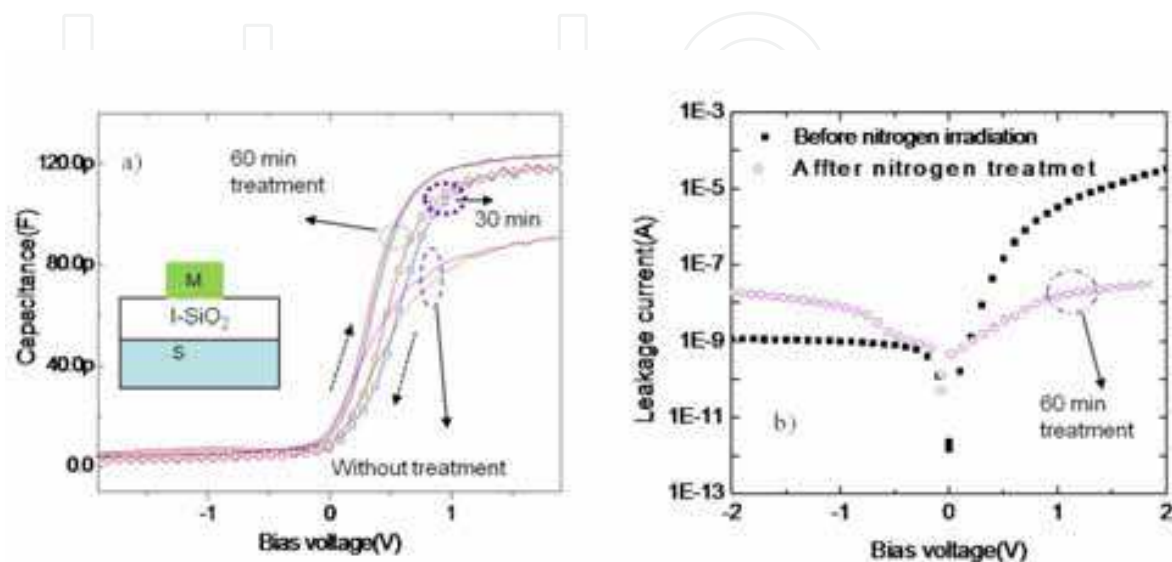 a)
120.0p
80.0p
40.0p
0.0
Capacitance(F)
-1
0
1
Bias voltage(V)
60 min
treatment
30 min
Without treatment
M
I-SiO2
S
1E-3
1E-5
1E-7
1E-9
1E-11
1E-13
Leakage current(A)
-2
-1
0
1
2
Bias voltage(V)
Before nitrogen irradiation
Affter nitrogen treatmet
60 min
treatment
b)